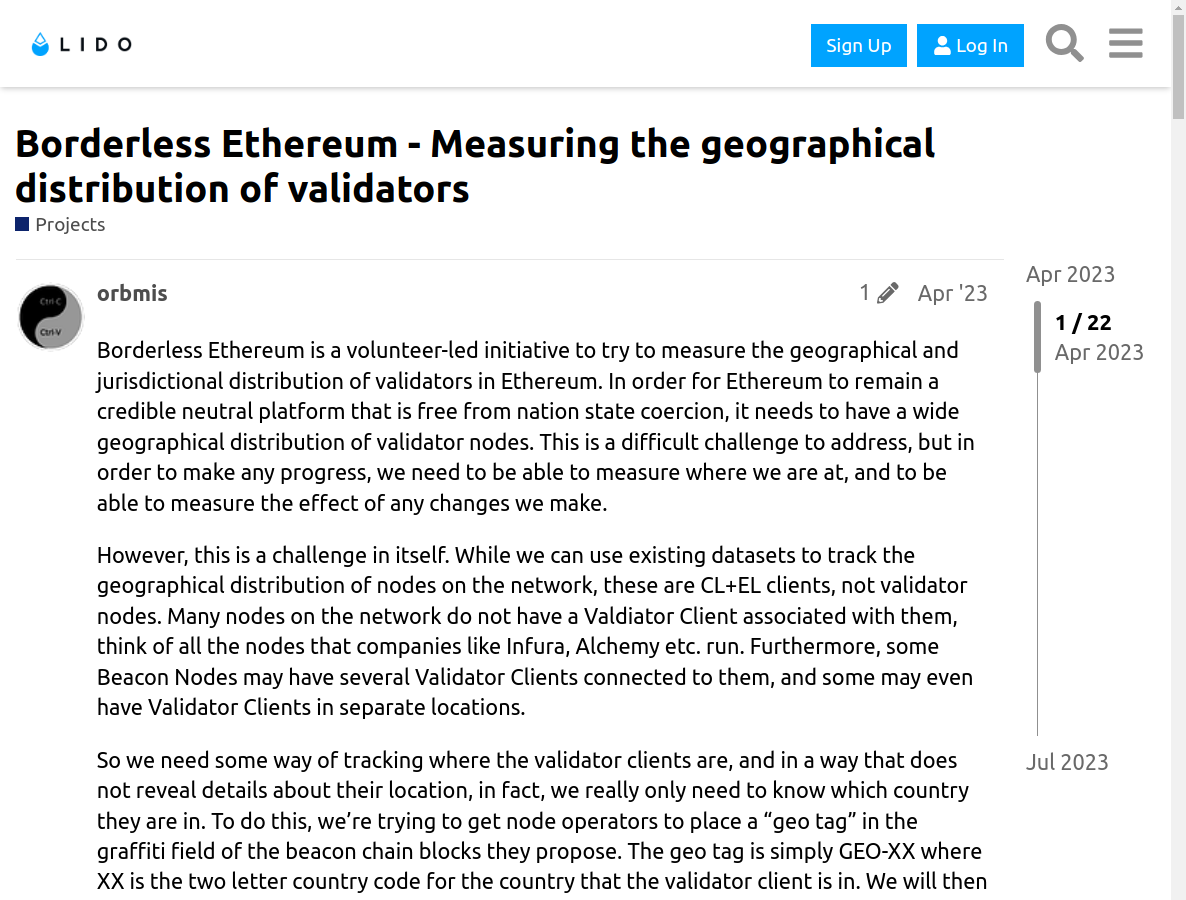 LIDO
Sign Up
Log In
Borderless Ethereum - Measuring the geographical
distribution of validators
Projects
Apr 2023
orbmis
1
Apr '23
1 / 22
Apr 2023
Ctrl C
Ctrl V
Borderless Ethereum is a volunteer-led initiative to try to measure the geographical and
jurisdictional distribution of validators in Ethereum. In order for Ethereum to remain a
credible neutral platform that is free from nation state coercion, it needs to have a wide
geographical distribution of validator nodes. This is a difficult challenge to address, but in
order to make any progress, we need to be able to measure where we are at, and to be
able to measure the effect of any changes we make.
However, this is a challenge in itself. While we can use existing datasets to track the
geographical distribution of nodes on the network, these are CL+EL clients, not validator
nodes. Many nodes on the network do not have a Valdiator Client associated with them,
think of all the nodes that companies like Infura, Alchemy etc. run. Furthermore, some
Beacon Nodes may have several Validator Clients connected to them, and some may even
have Validator Clients in separate locations.
So we need some way of tracking where the validator clients are, and in a way that does
not reveal details about their location, in fact, we really only need to know which country
they are in. To do this, we’re trying to get node operators to place a “geo tag” in the
graffiti field of the beacon chain blocks they propose. The geo tag is simply GEO-XX where
XX is the two letter country code for the country that the validator client is in. We will then
Jul 2023